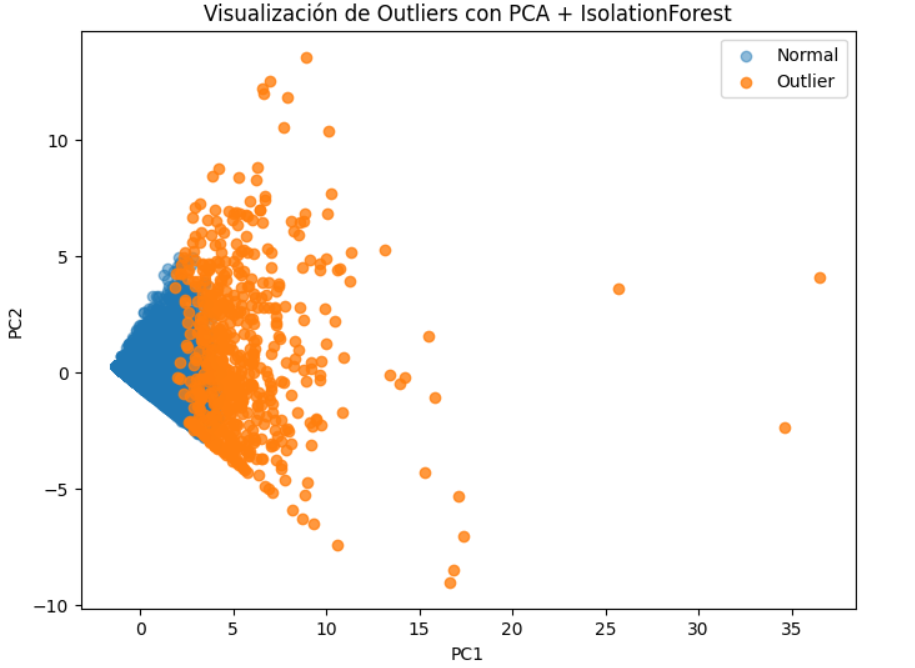 Visualización de Outliers con PCA + IsolationForest
Normal
Outlier
10
5
0
−5
−10
PC2
0
5
10
15
20
25
30
35
PC1